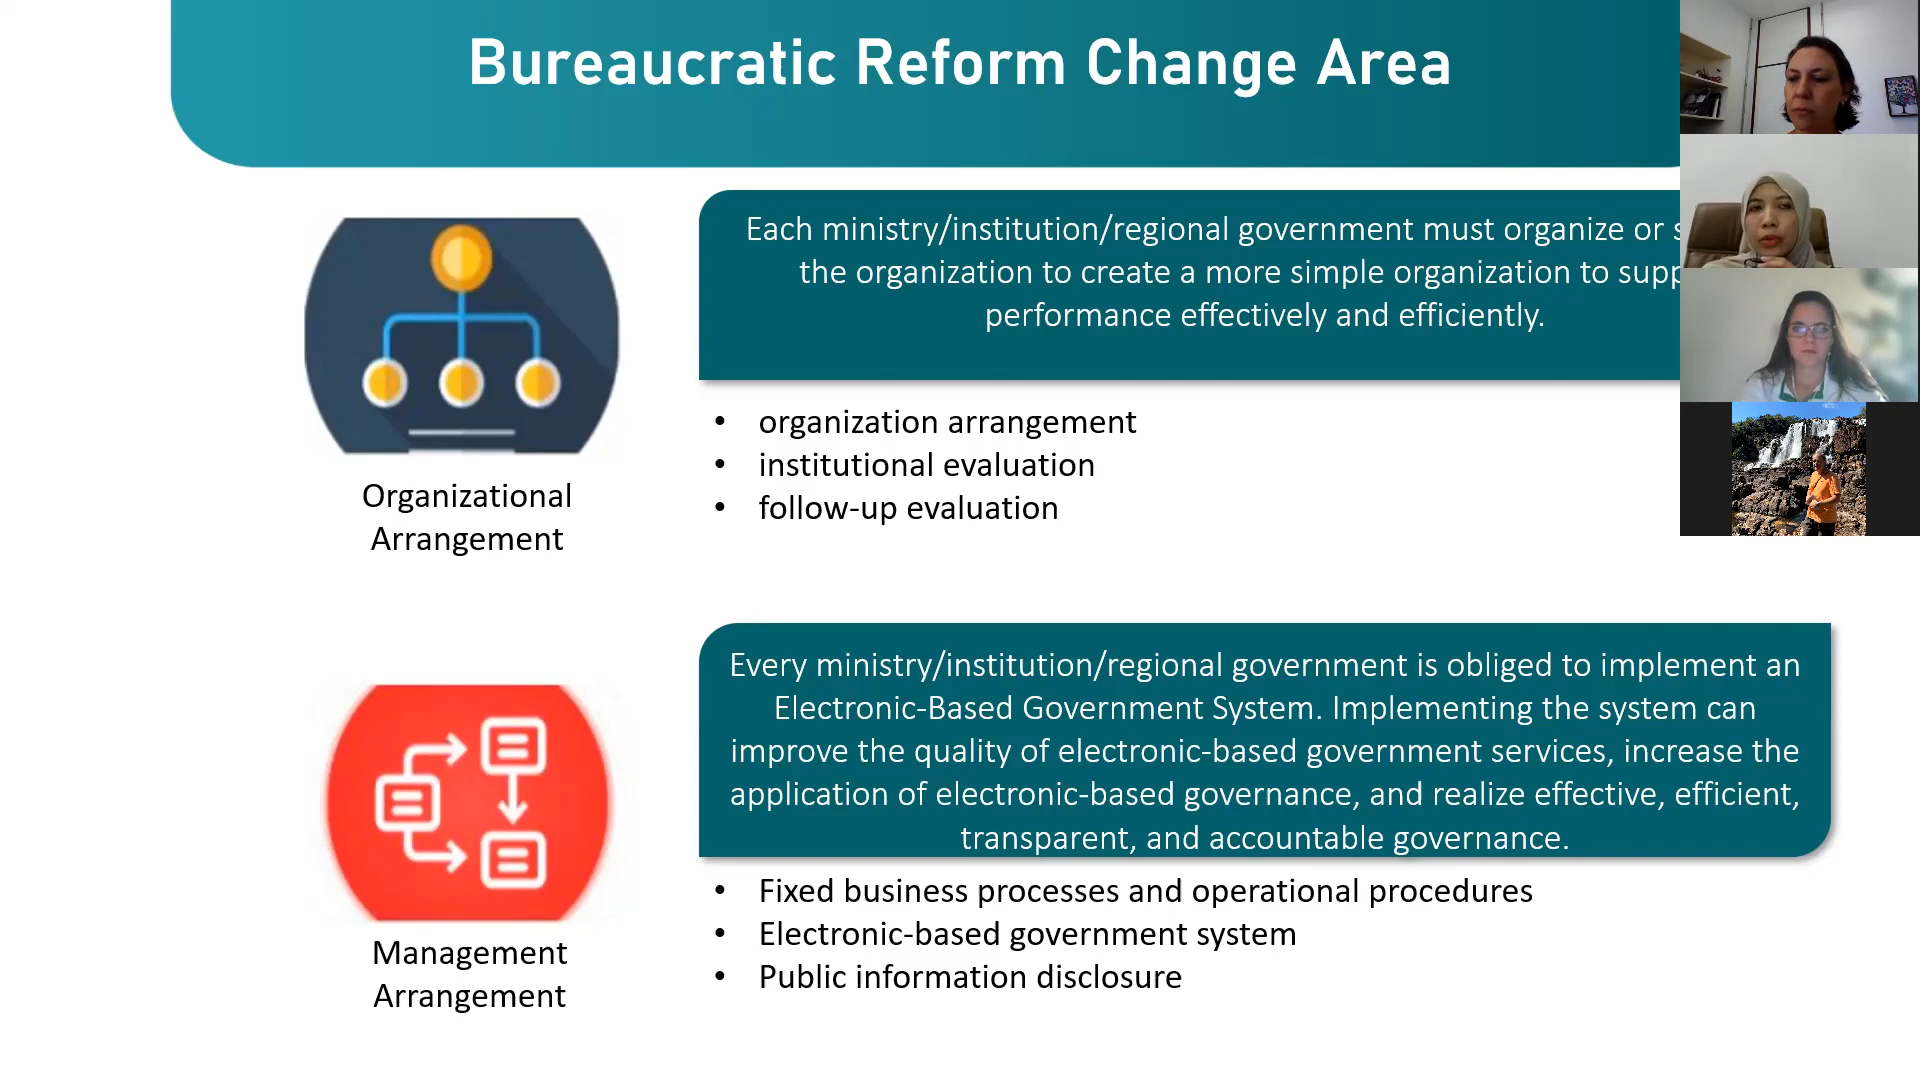 Bureaucratic Reform Change Area
Each ministry/institution/regional government must organize or
the organization to create a more simple organization to
performance effectively and efficiently.
• organization arrangement
• institutional evaluation
• follow-up evaluation
Organizational
Arrangement
Every ministry/institution/regional government is obliged to implement an
Electronic-Based Government System. Implementing the system can
improve the quality of electronic-based government services, increase the
application of electronic-based governance, and realize effective, efficient,
transparent, and accountable governance.
• Fixed business processes and operational procedures
• Electronic-based government system
• Public information disclosure
Management
Arrangement